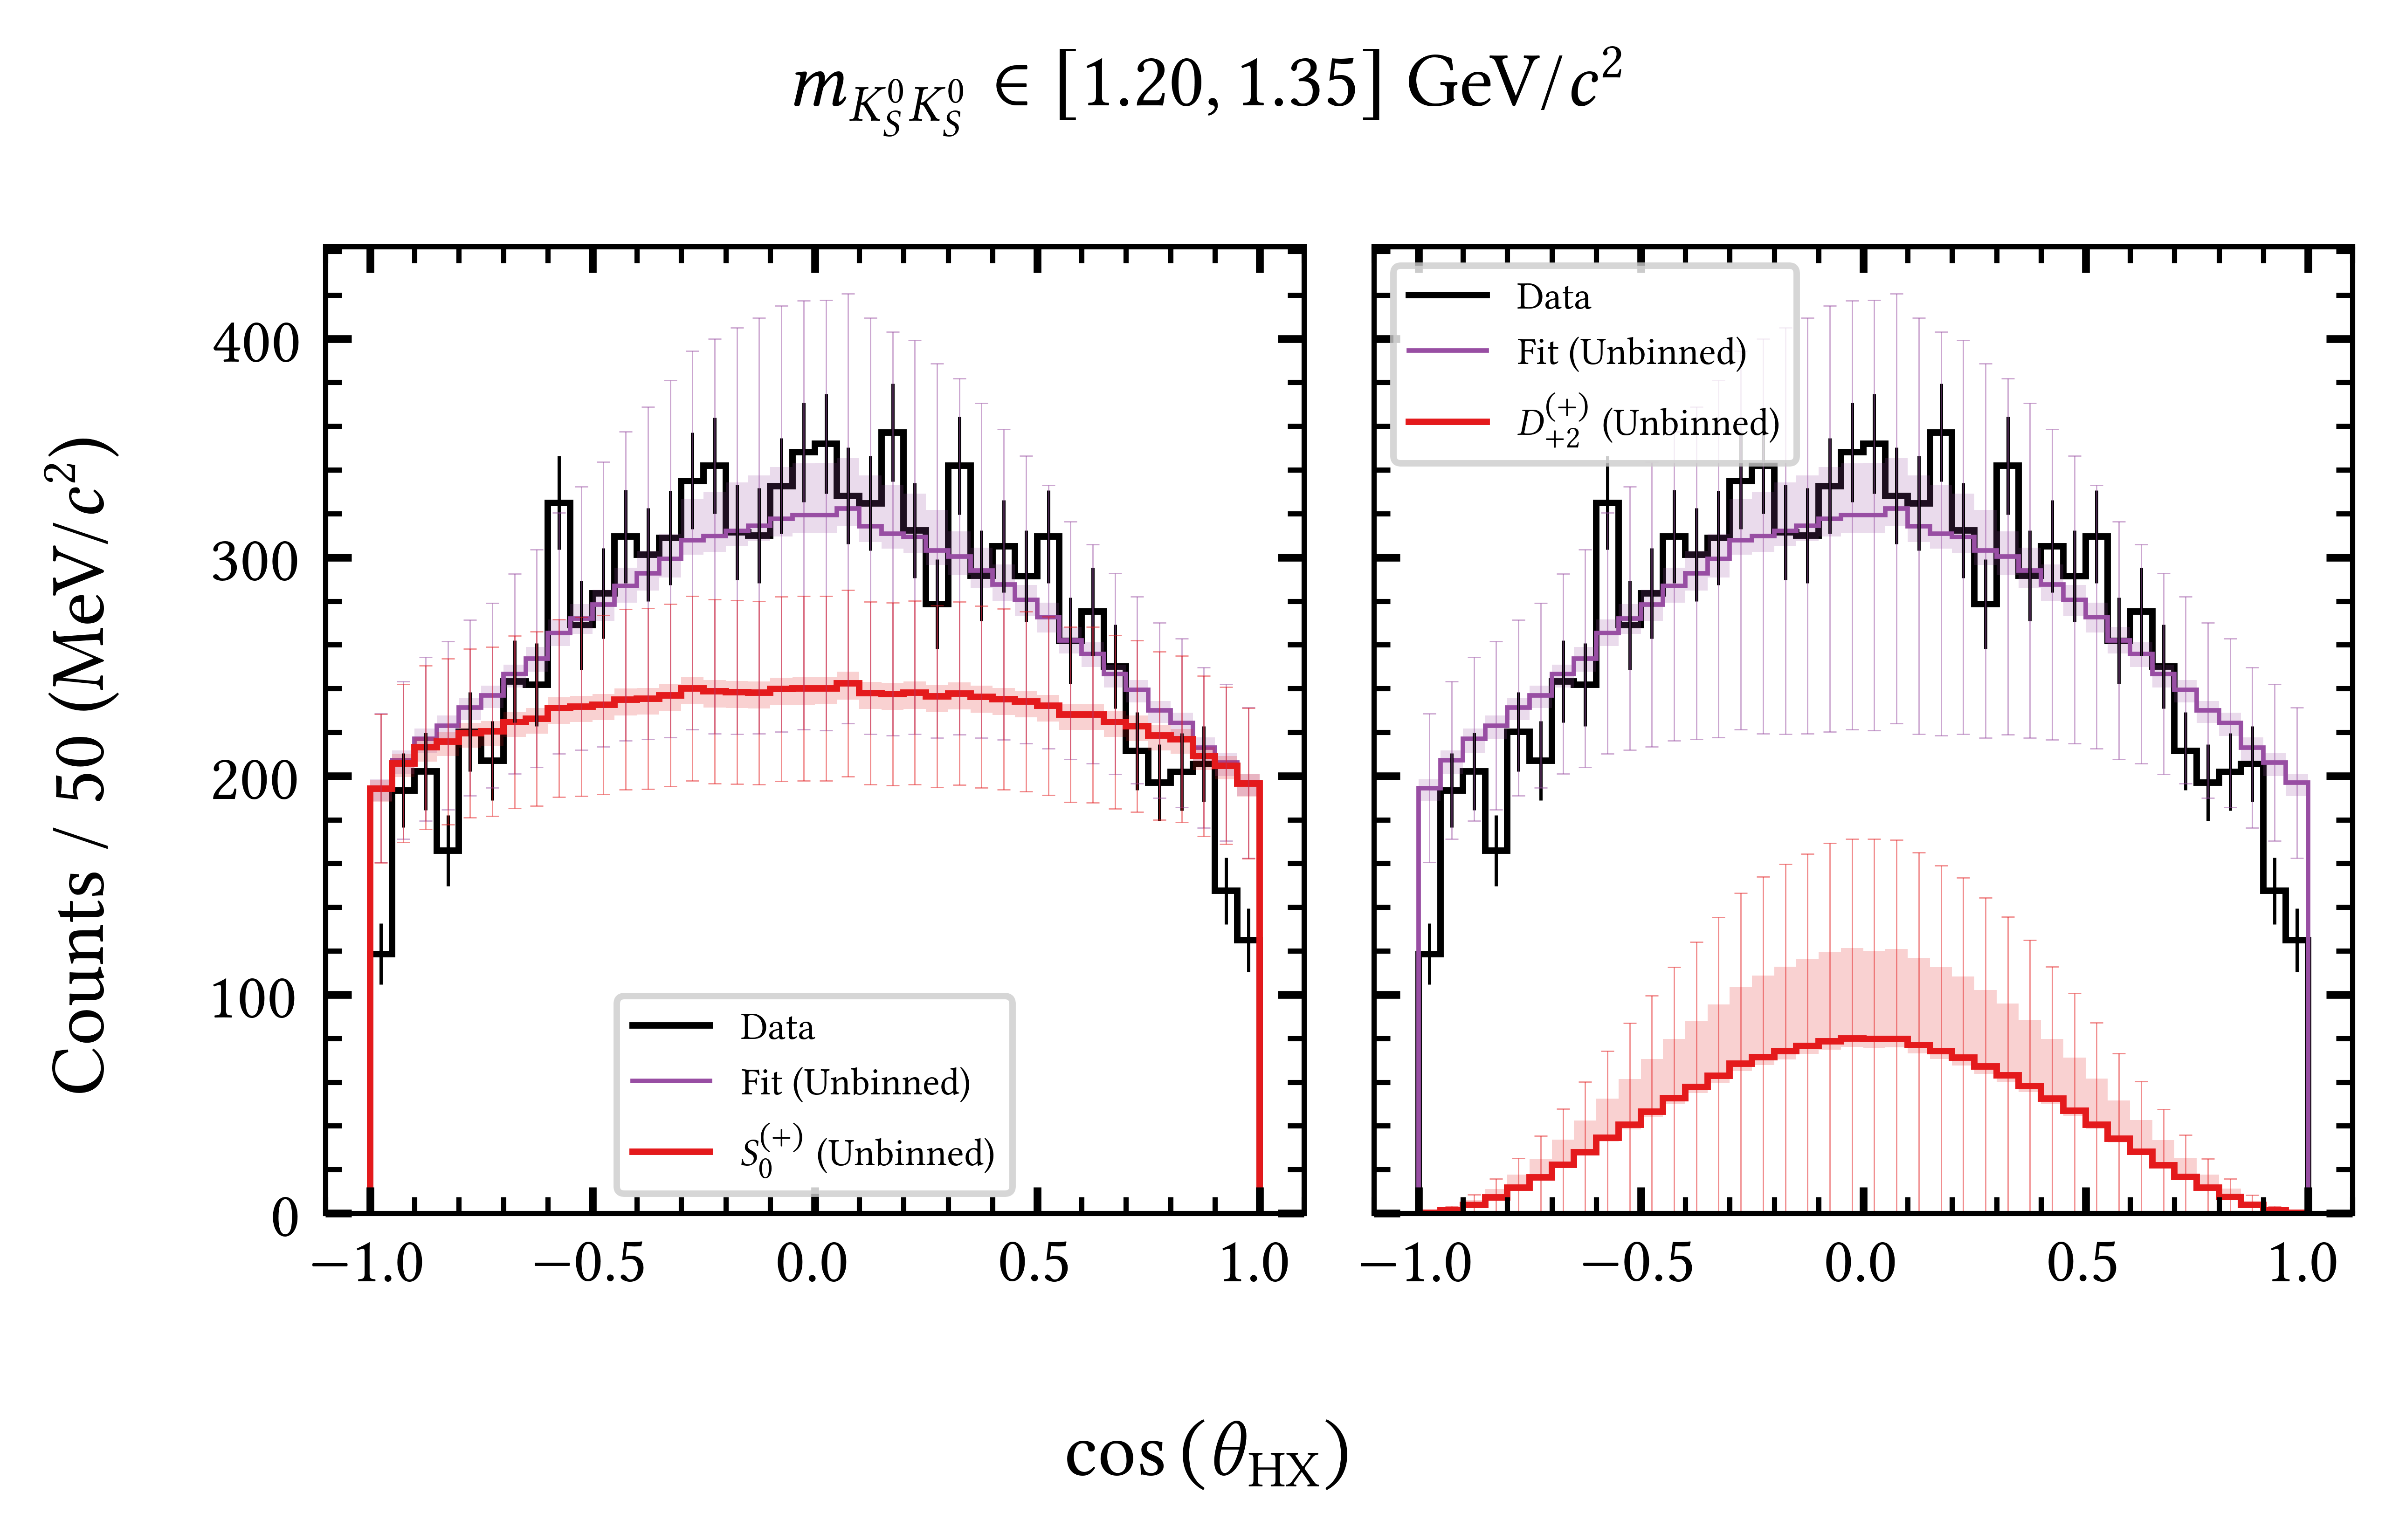 m_{K_S^0 K_S^0} ∈ [1.20, 1.35] GeV/c²
Counts / 50 (MeV/c²)
400
300
200
100
0
Data
Fit (Unbinned)
S_0^{(+)} (Unbinned)
−1.0 −0.5 0.0 0.5 1.0
Data
Fit (Unbinned)
D_{+2}^{(+)} (Unbinned)
−1.0 −0.5 0.0 0.5 1.0
cos (θ_{HX})